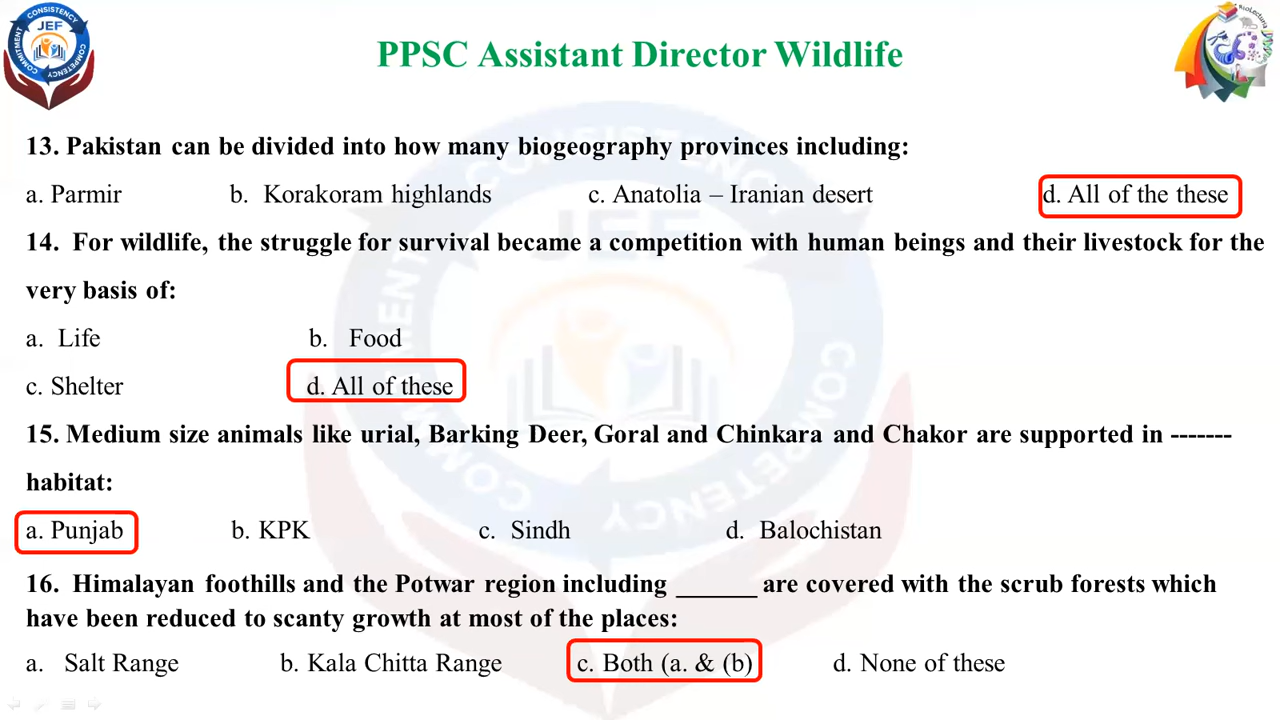 CONSISTENCY
COMMITMENT
JEF
COMPETENCY
PPSC Assistant Director Wildlife
13. Pakistan can be divided into how many biogeography provinces including:
a. Parmir b. Korakoram highlands c. Anatolia – Iranian desert d. All of the these
14. For wildlife, the struggle for survival became a competition with human beings and their livestock for the
very basis of:
a. Life b. Food
c. Shelter d. All of these
15. Medium size animals like urial, Barking Deer, Goral and Chinkara and Chakor are supported in -------
habitat:
a. Punjab b. KPK c. Sindh d. Balochistan
16. Himalayan foothills and the Potwar region including ______ are covered with the scrub forests which
have been reduced to scanty growth at most of the places:
a. Salt Range b. Kala Chitta Range c. Both (a. & (b) d. None of these